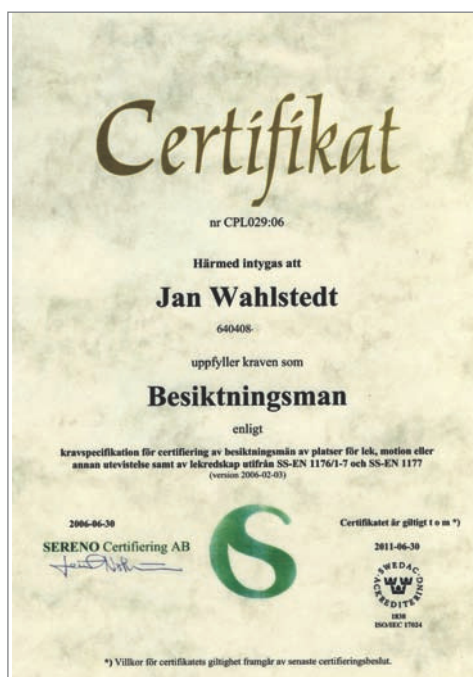 Certifikat
nr CPL029:06
Härmed intygas att
Jan Wahlstedt
640408-
uppfyller kraven som
Besiktningsman
enligt
kravspecifikation för certifiering av besiktningsmän av platser för lek, motion eller
annan utevistelse samt av lekredskap utifrån SS-EN 1176/1-7 och SS-EN 1177
(version 2006-02-03)
2006-06-30
SERENO Certifiering AB
Certifikatet är giltigt t o m *)
2011-06-30
SWEDAC
ACKREDITERING
1838
ISO/IEC 17024
*) Villkor för certifikatets giltighet framgår av senaste certifieringsbeslut.